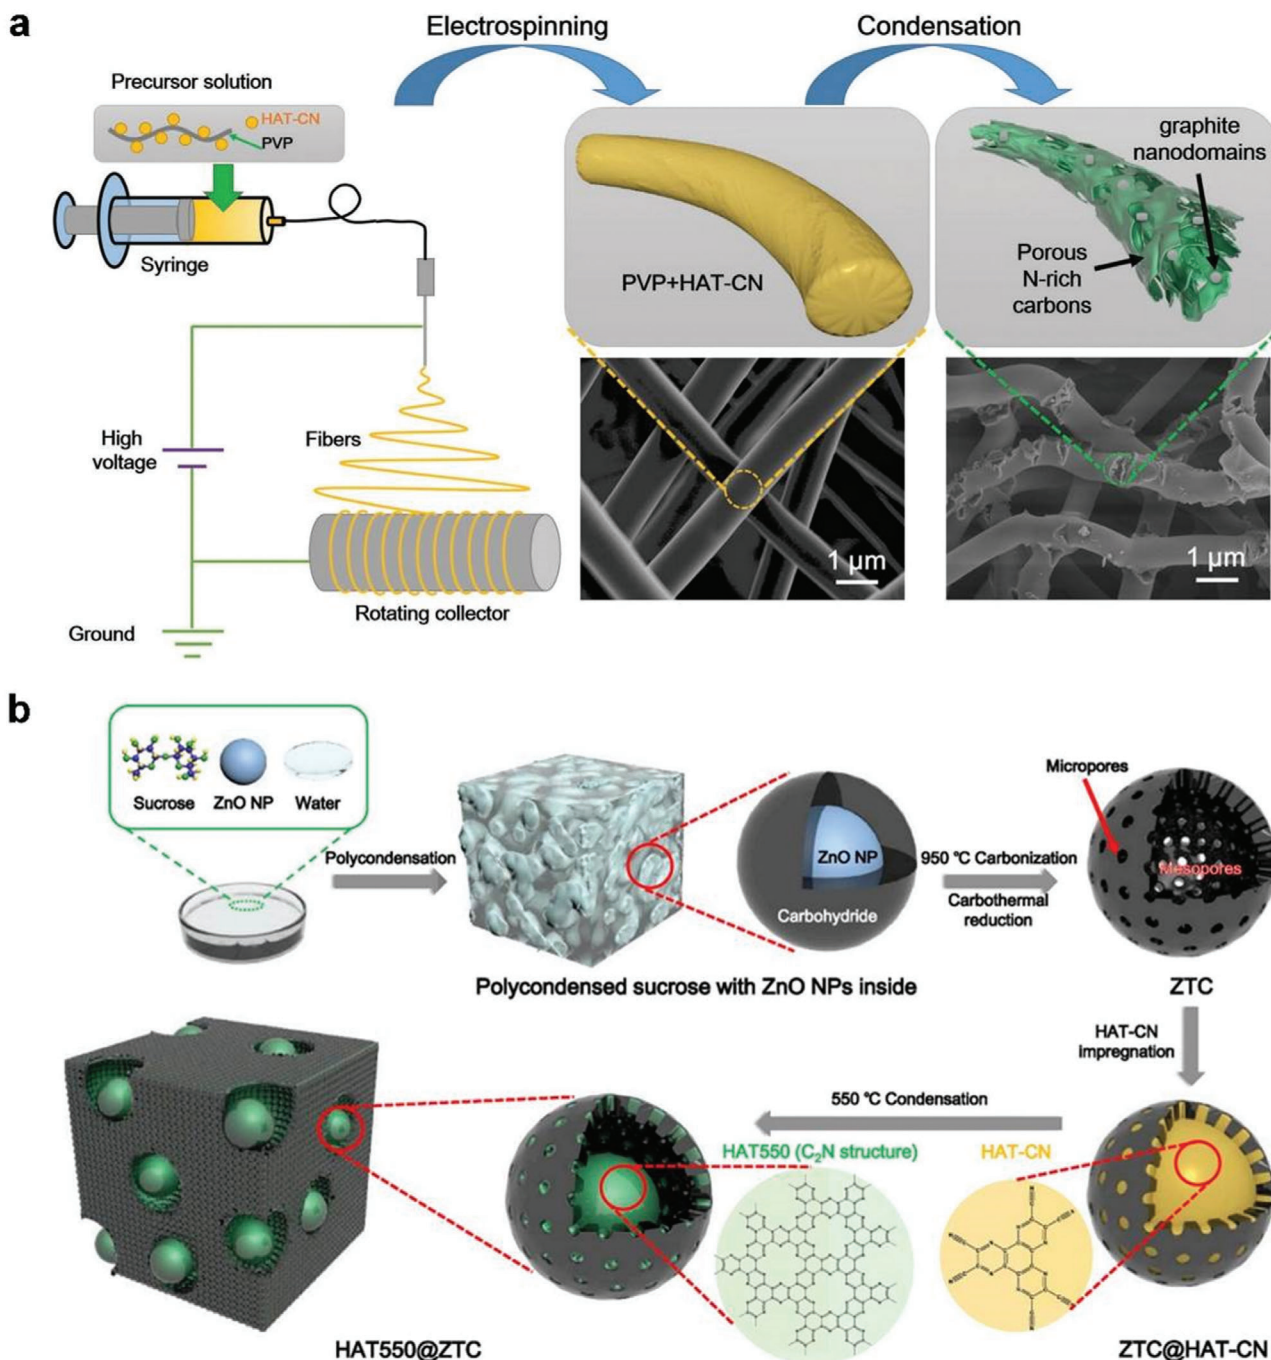 a
Electrospinning
Condensation
Precursor solution
HAT-CN
PVP
Syringe
High
voltage
Fibers
Rotating collector
Ground
PVP+HAT-CN
graphite
nanodomains
Porous
N-rich
carbons
1 µm
1 µm
b
Sucrose
ZnO NP
Water
Polycondensation
ZnO NP
Carbohydride
950 °C Carbonization
Carbothermal
reduction
Micropores
Mesopores
Polycondensed sucrose with ZnO NPs inside
ZTC
HAT-CN
impregnation
550 °C Condensation
HAT550 (C₂N structure)
HAT-CN
HAT550@ZTC
ZTC@HAT-CN